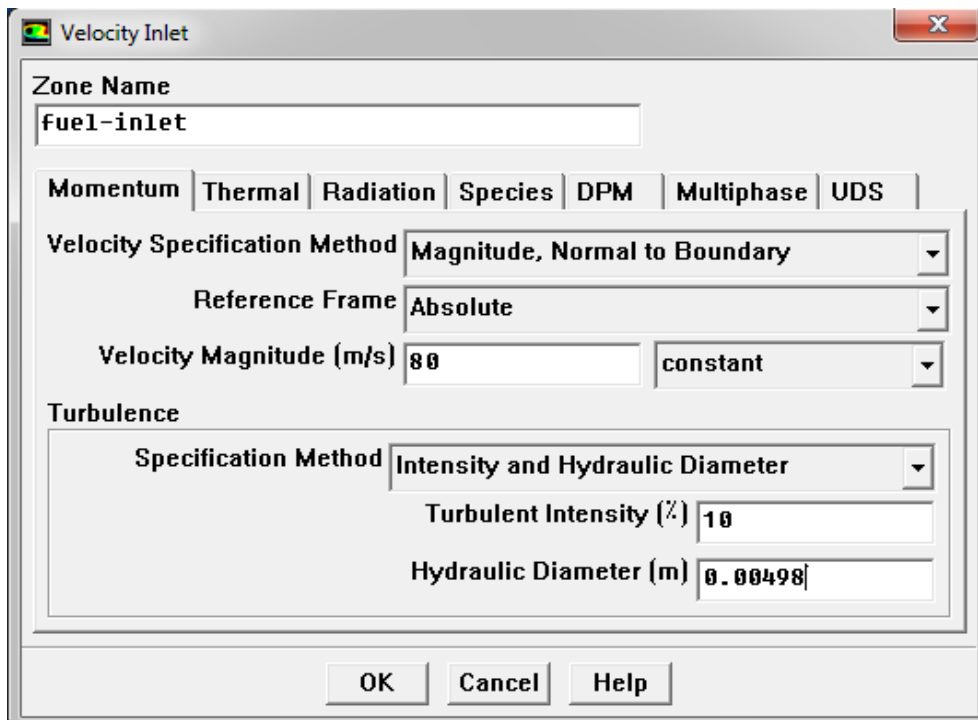 Velocity Inlet
X
Zone Name
fuel-inlet
Momentum Thermal Radiation Species DPM Multiphase UDS
Velocity Specification Method Magnitude, Normal to Boundary
Reference Frame Absolute
Velocity Magnitude (m/s) 80 constant
Turbulence
Specification Method Intensity and Hydraulic Diameter
Turbulent Intensity (%) 10
Hydraulic Diameter (m) 0.00498
OK Cancel Help